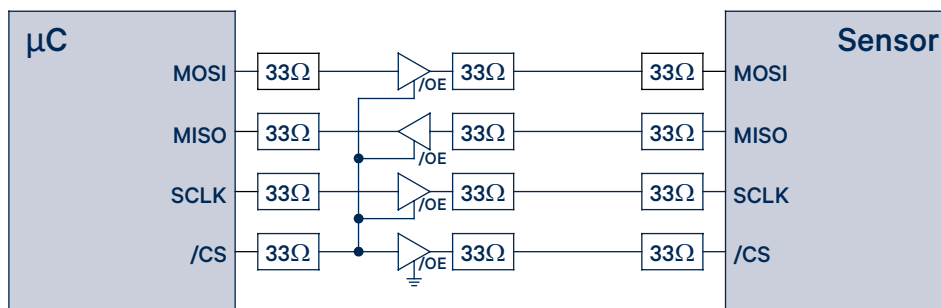 μC Sensor
MOSI 33Ω /OE 33Ω 33Ω MOSI
MISO 33Ω /OE 33Ω 33Ω MISO
SCLK 33Ω /OE 33Ω 33Ω SCLK
/CS 33Ω /OE 33Ω 33Ω /CS